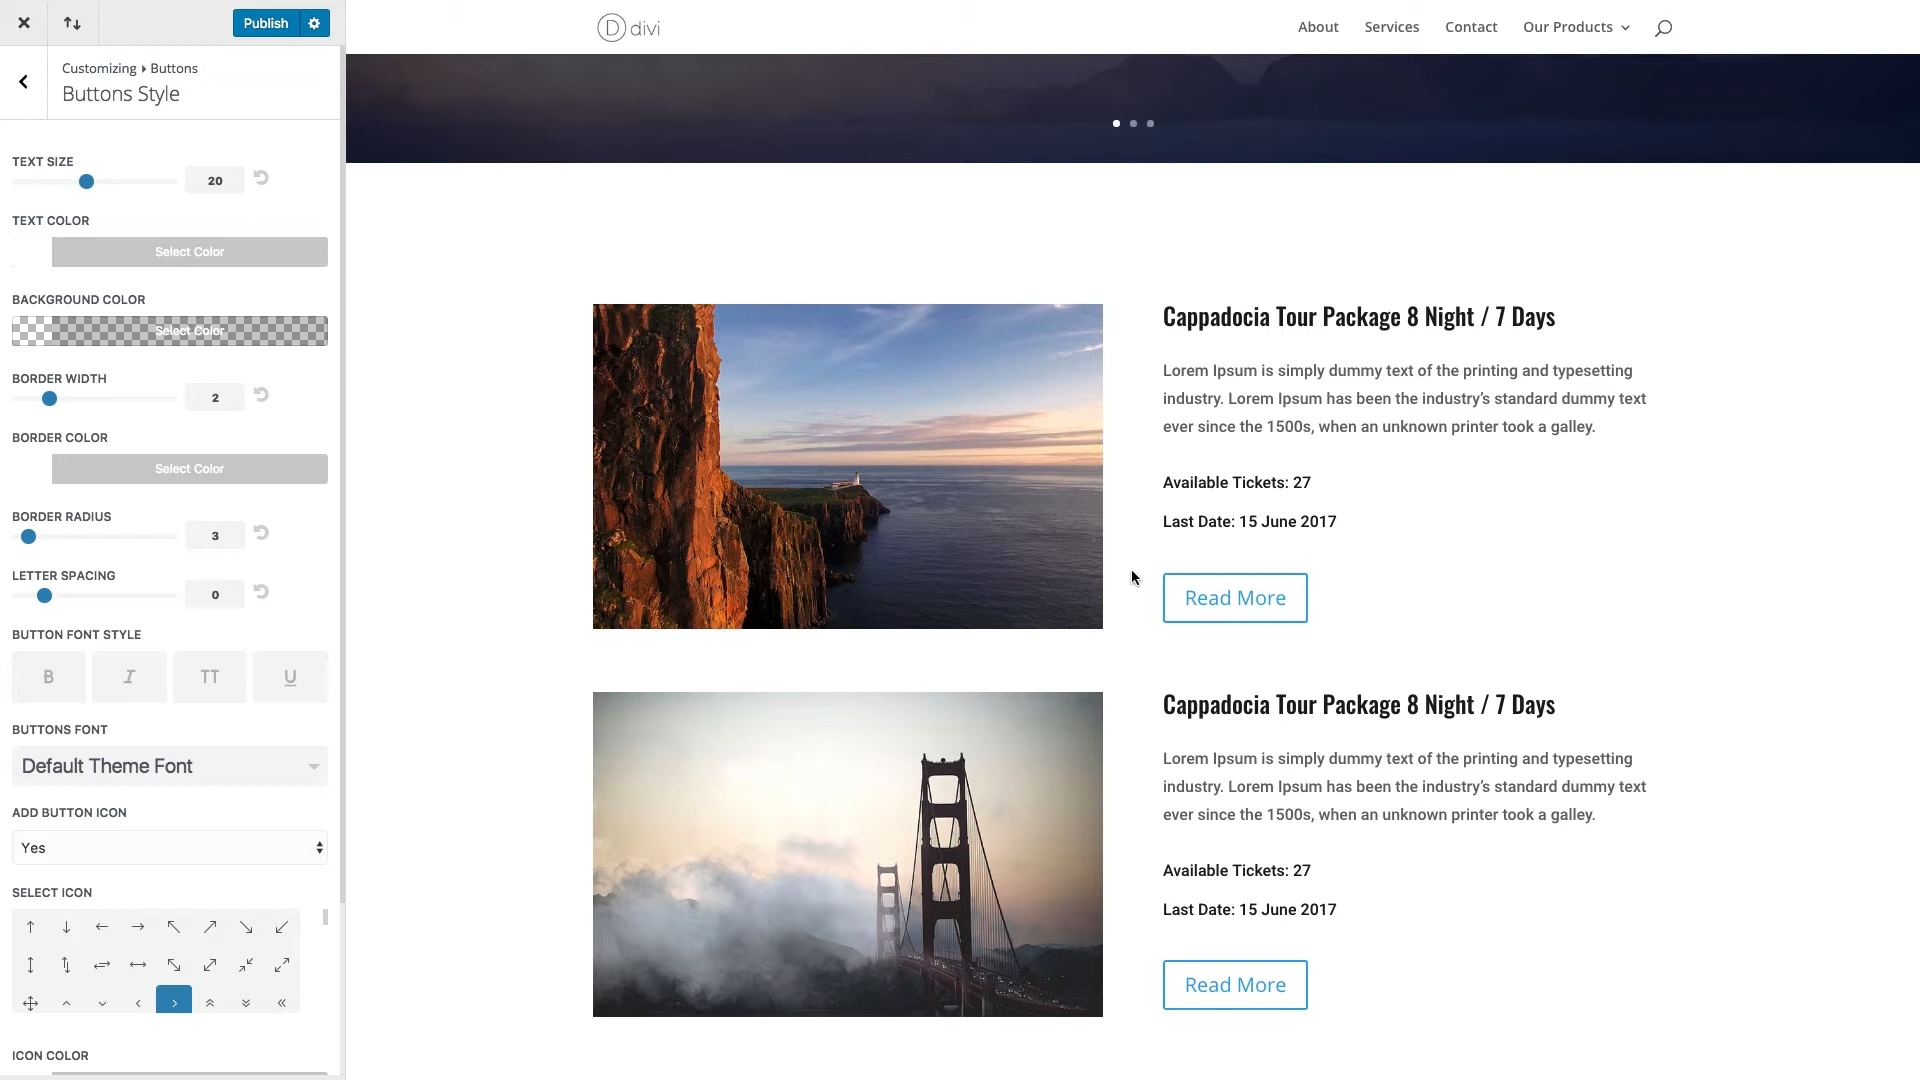 Publish
Customizing ▸ Buttons
Buttons Style
TEXT SIZE
20
TEXT COLOR
Select Color
BACKGROUND COLOR
Select Color
BORDER WIDTH
2
BORDER COLOR
Select Color
BORDER RADIUS
3
LETTER SPACING
0
BUTTON FONT STYLE
B I TT U
BUTTONS FONT
Default Theme Font
ADD BUTTON ICON
Yes
SELECT ICON
ICON COLOR
D divi
About Services Contact Our Products
Cappadocia Tour Package 8 Night / 7 Days
Lorem Ipsum is simply dummy text of the printing and typesetting
industry. Lorem Ipsum has been the industry’s standard dummy text
ever since the 1500s, when an unknown printer took a galley.
Available Tickets: 27
Last Date: 15 June 2017
Read More
Cappadocia Tour Package 8 Night / 7 Days
Lorem Ipsum is simply dummy text of the printing and typesetting
industry. Lorem Ipsum has been the industry’s standard dummy text
ever since the 1500s, when an unknown printer took a galley.
Available Tickets: 27
Last Date: 15 June 2017
Read More